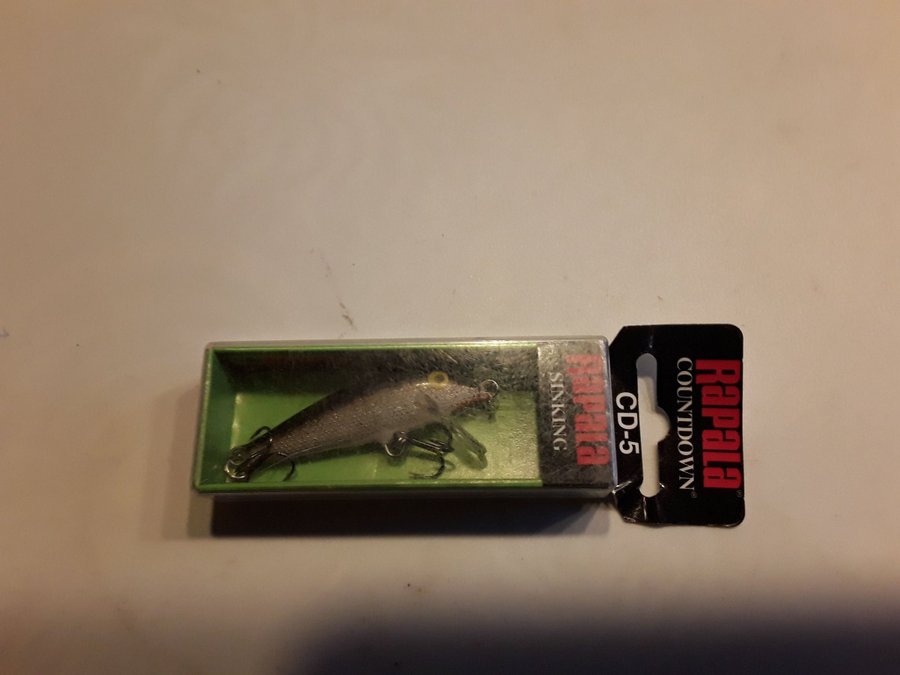 RAPALA®
COUNTDOWN®
CD-5
RAPALA
SINKING